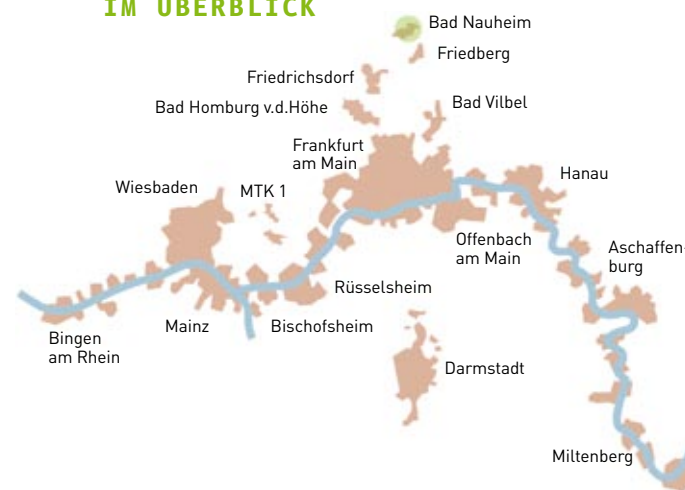 IM ÜBERBLICK
Bad Nauheim
Friedberg
Friedrichsdorf
Bad Homburg v.d.Höhe
Bad Vilbel
Frankfurt
am Main
Wiesbaden
MTK 1
Hanau
Offenbach
am Main
Aschaffen-
burg
Rüsselsheim
Mainz
Bischofsheim
Bingen
am Rhein
Darmstadt
Miltenberg